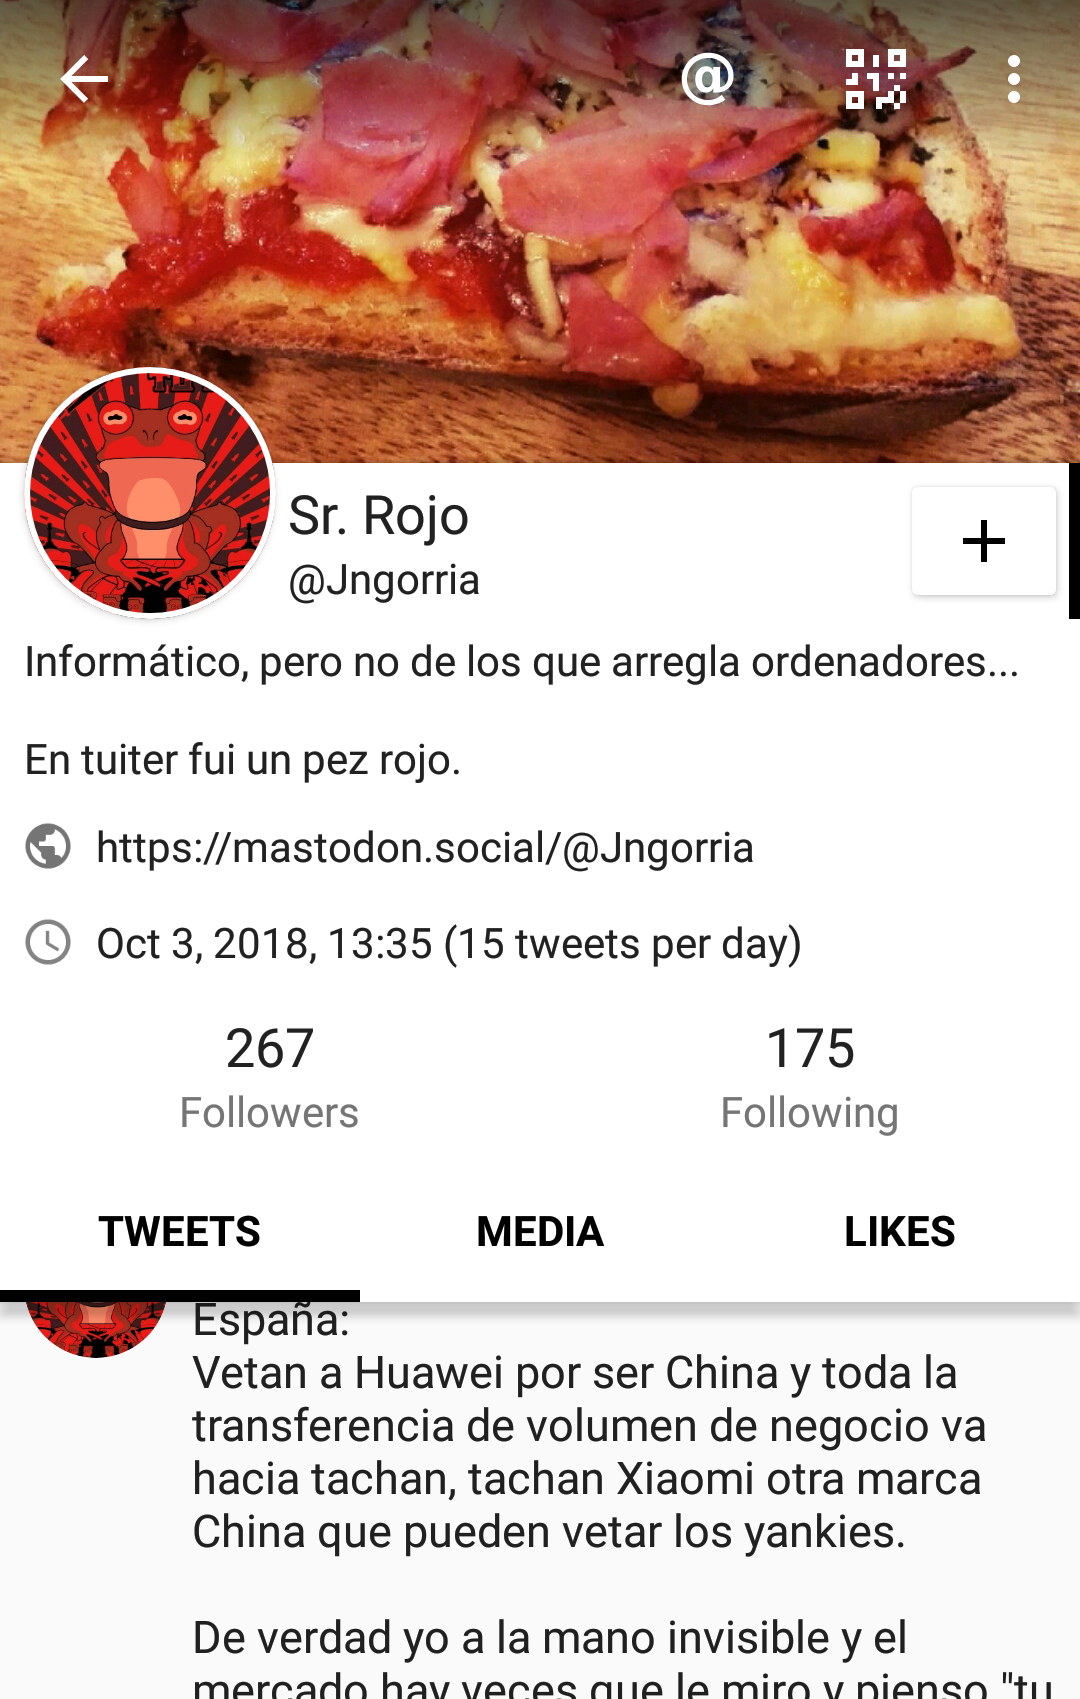 @
Sr. Rojo
@Jngorria
+
Informático, pero no de los que arregla ordenadores...
En tuiter fui un pez rojo.
https://mastodon.social/@Jngorria
Oct 3, 2018, 13:35 (15 tweets per day)
267
Followers
175
Following
TWEETS
MEDIA
LIKES
España:
Vetan a Huawei por ser China y toda la
transferencia de volumen de negocio va
hacia tachan, tachan Xiaomi otra marca
China que pueden vetar los yankies.
De verdad yo a la mano invisible y el
mercado hay veces que le miro y pienso "tu